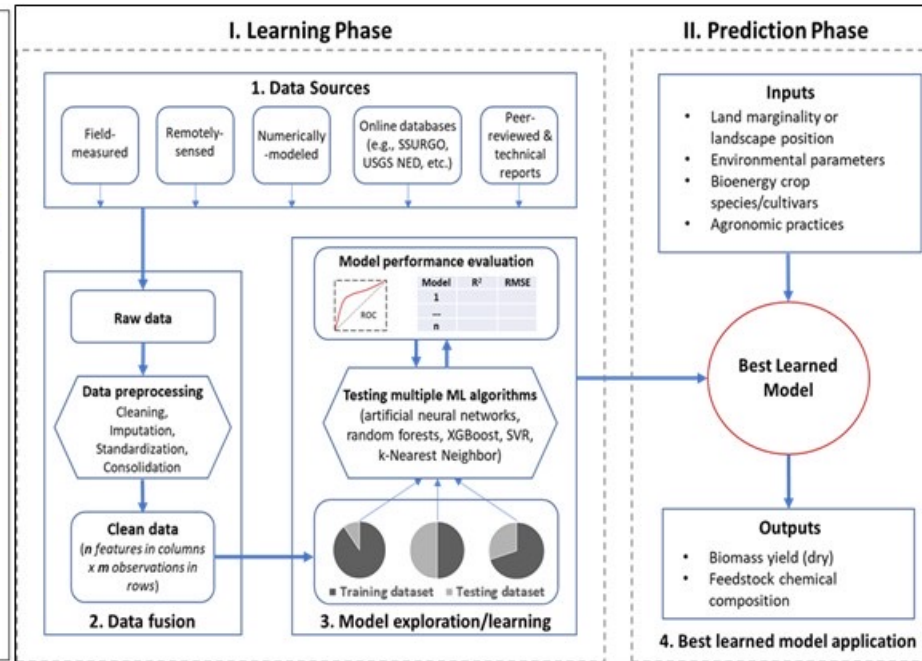 I. Learning Phase
1. Data Sources
Field-
measured
Remotely-
sensed
Numerically
-modeled
Online databases
(e.g., SSURGO,
USGS NED, etc.)
Peer-
reviewed &
technical
reports
Raw data
Data preprocessing
Cleaning,
Imputation,
Standardization,
Consolidation
Clean data
(n features in columns
x m observations in
rows)
2. Data fusion
Model performance evaluation
ROC
Model R² RMSE
1
...
n
Testing multiple ML algorithms
(artificial neural networks,
random forests, XGBoost, SVR,
k-Nearest Neighbor)
■ Training dataset ■ Testing dataset
3. Model exploration/learning
II. Prediction Phase
Inputs
• Land marginality or
landscape position
• Environmental parameters
• Bioenergy crop
species/cultivars
• Agronomic practices
Best Learned
Model
Outputs
• Biomass yield (dry)
• Feedstock chemical
composition
4. Best learned model application